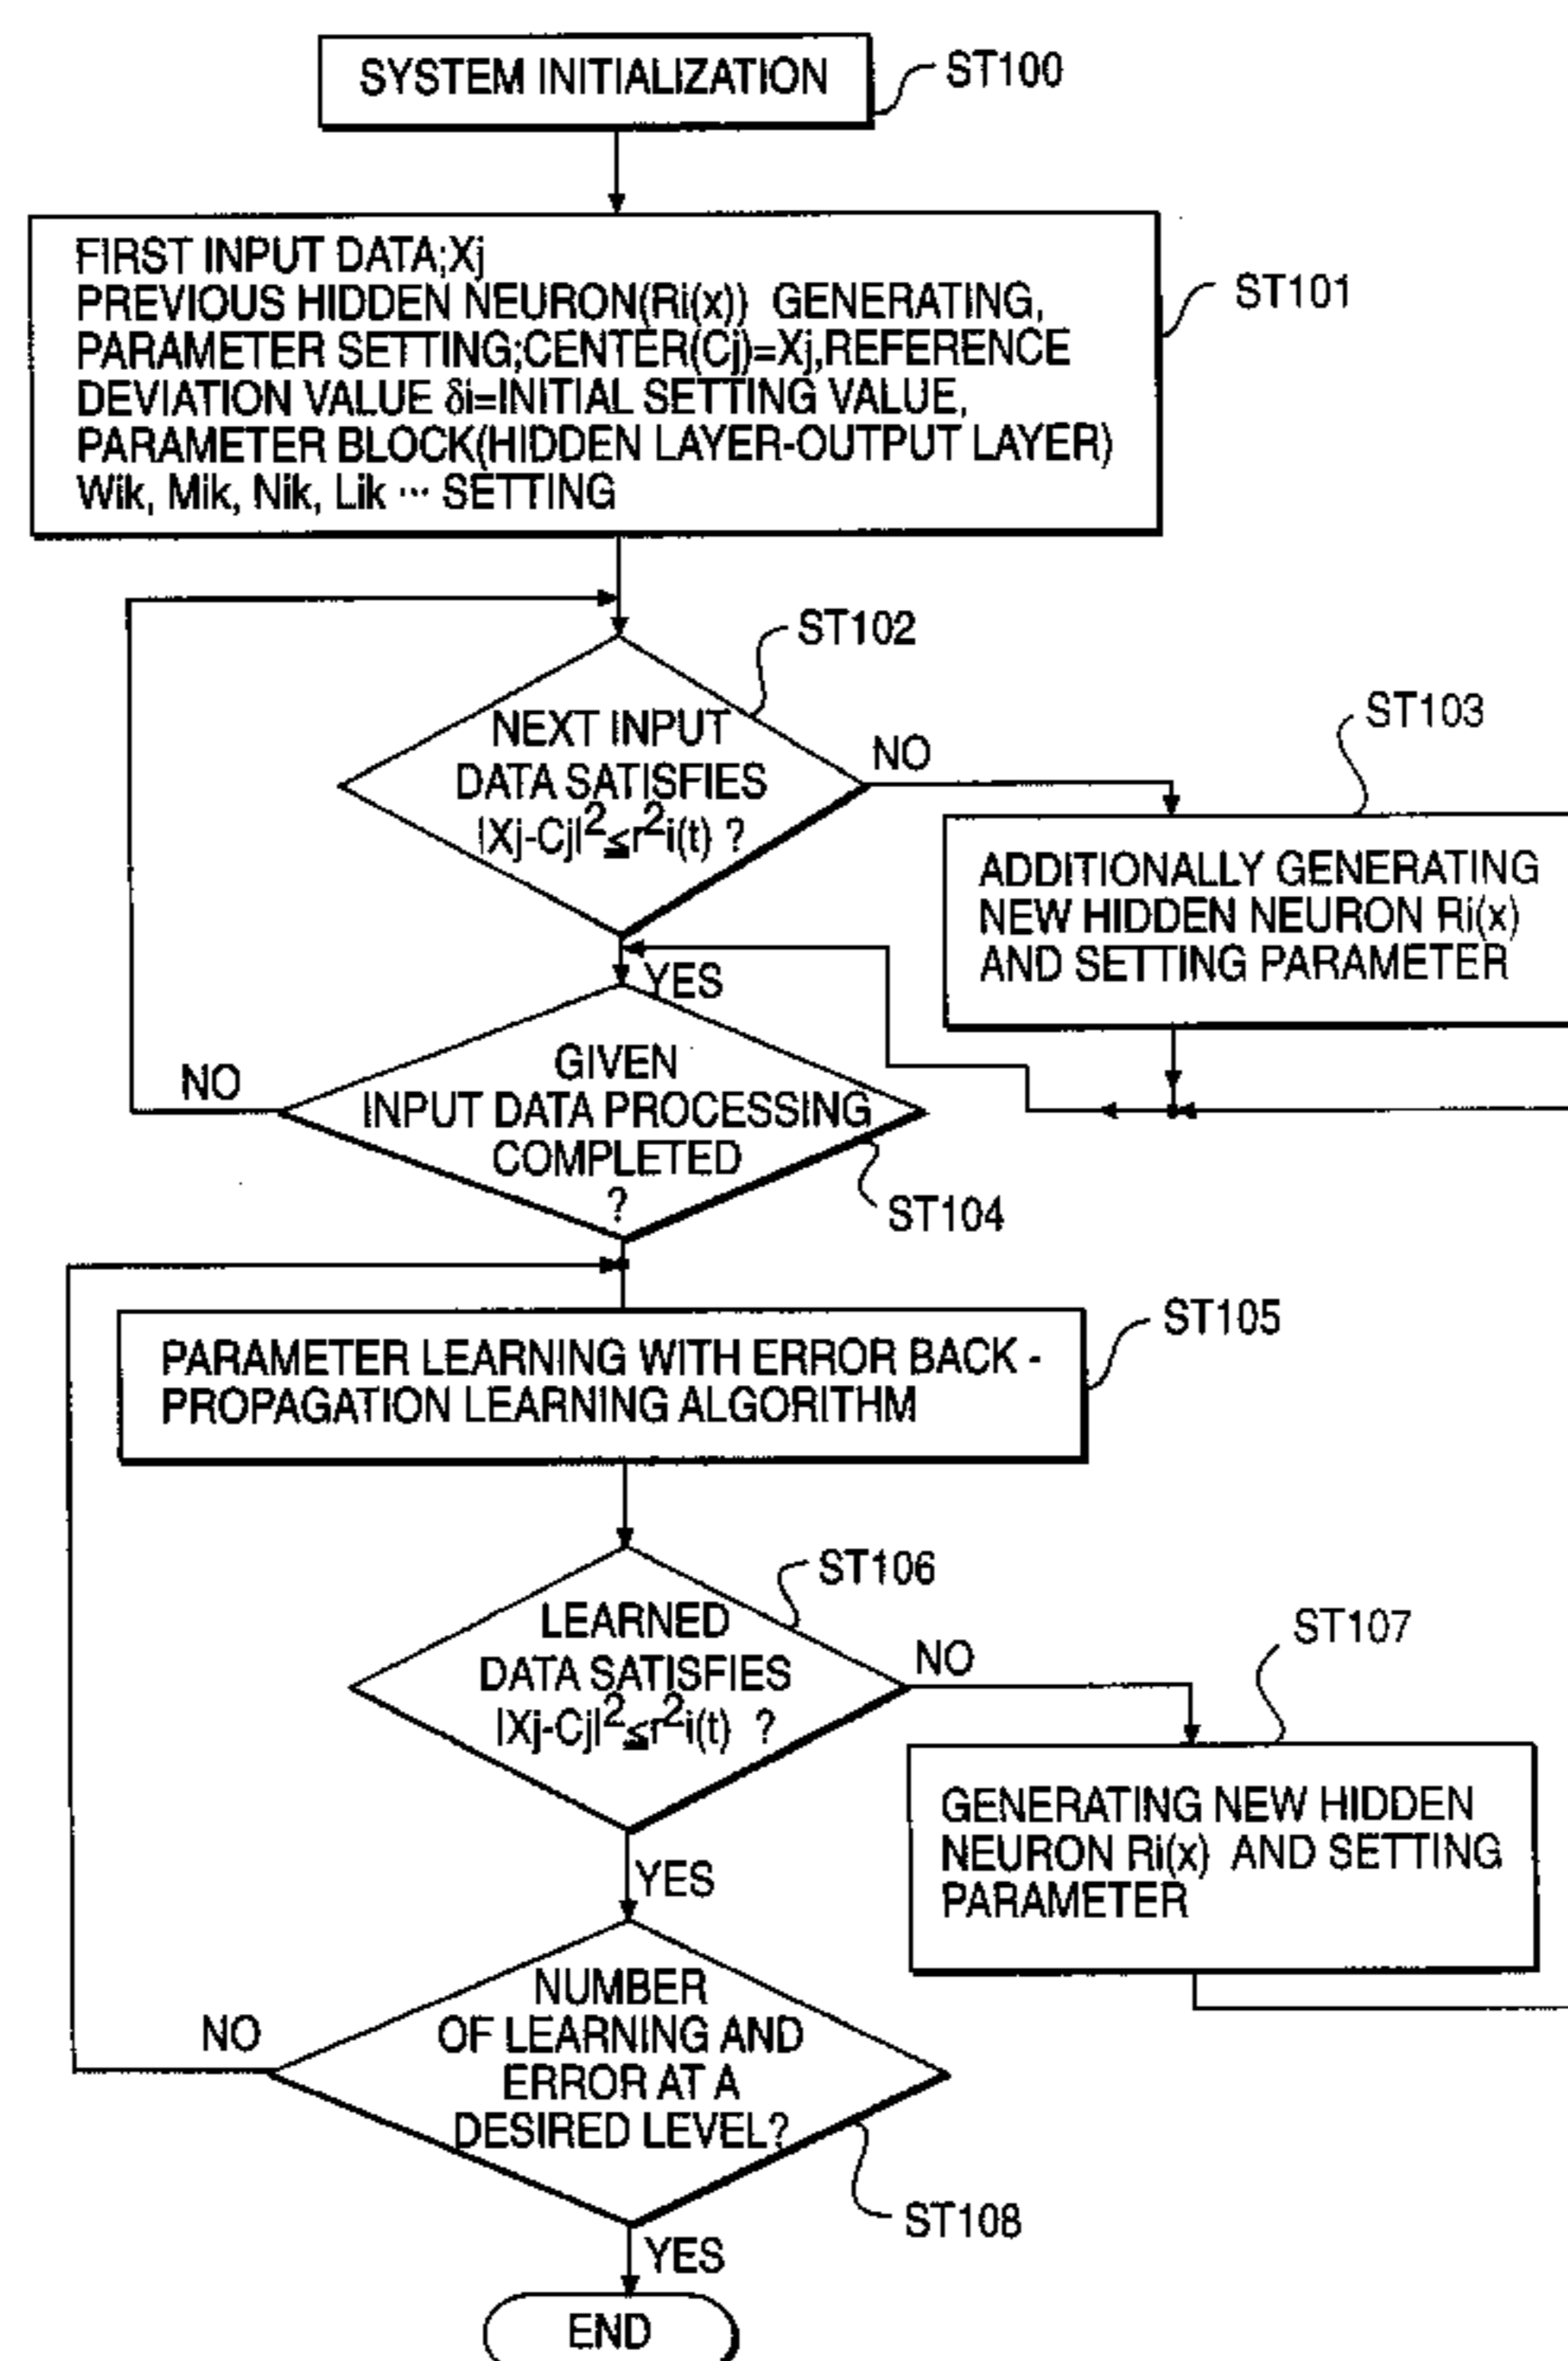 SYSTEM INITIALIZATION
ST100
FIRST INPUT DATA;Xj
PREVIOUS HIDDEN NEURON(Ri(x)) GENERATING,
PARAMETER SETTING;CENTER(Cj)=Xj,REFERENCE
DEVIATION VALUE δi=INITIAL SETTING VALUE,
PARAMETER BLOCK(HIDDEN LAYER-OUTPUT LAYER)
Wik, Mik, Nik, Lik ··· SETTING
ST101
ST102
NEXT INPUT
DATA SATISFIES
|Xj-Cj|²≦r²i(t) ?
NO
YES
ST103
ADDITIONALLY GENERATING
NEW HIDDEN NEURON Ri(x)
AND SETTING PARAMETER
GIVEN
INPUT DATA PROCESSING
COMPLETED
?
NO
ST104
PARAMETER LEARNING WITH ERROR BACK -
PROPAGATION LEARNING ALGORITHM
ST105
ST106
LEARNED
DATA SATISFIES
|Xj-Cj|²≦r²i(t) ?
NO
YES
ST107
GENERATING NEW HIDDEN
NEURON Ri(x) AND SETTING
PARAMETER
NUMBER
OF LEARNING AND
ERROR AT A
DESIRED LEVEL?
NO
ST108
YES
END